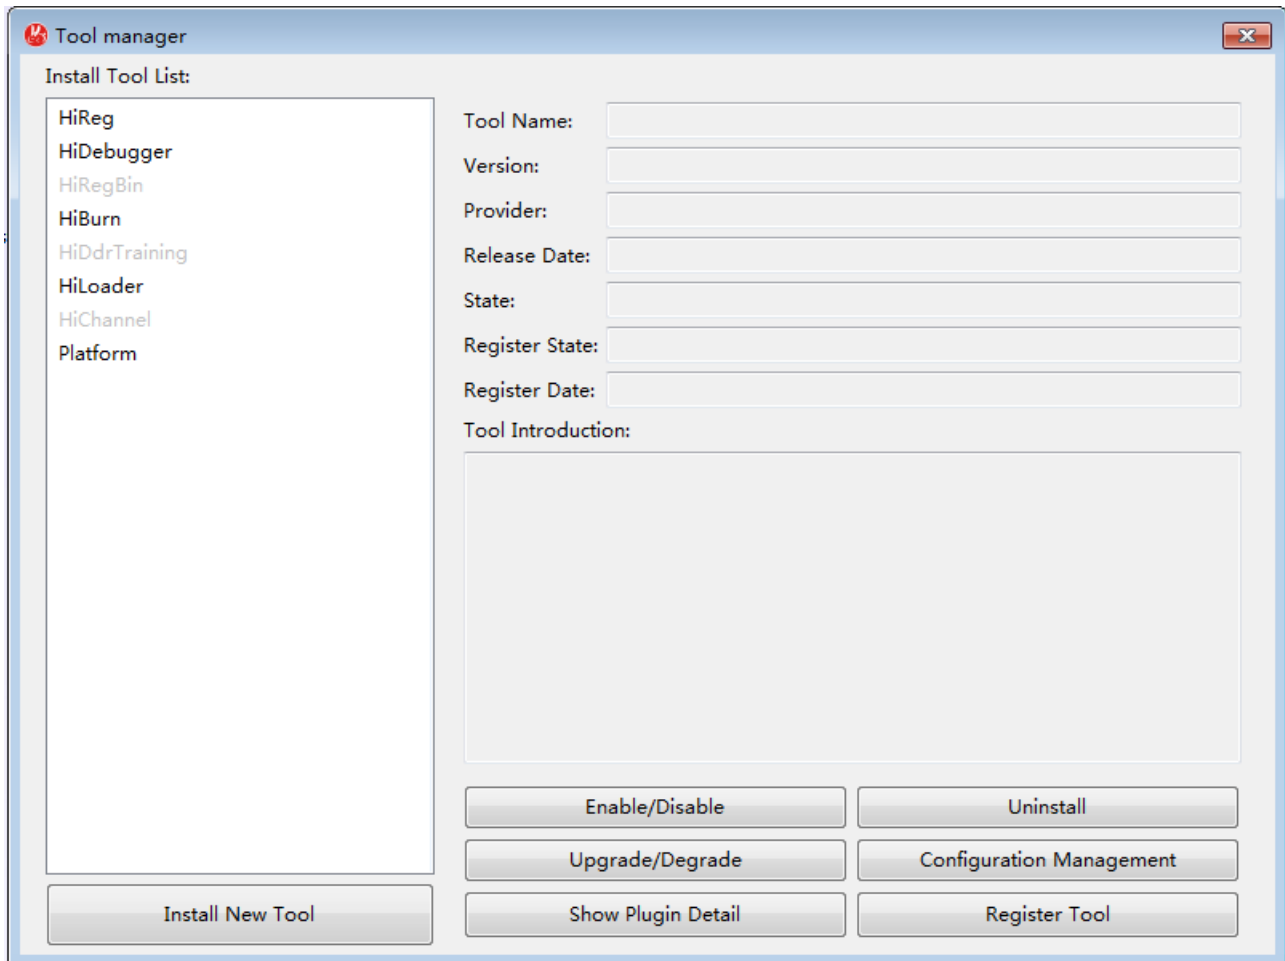 Tool manager
Install Tool List:
HiReg
HiDebugger
HiRegBin
HiBurn
HiDdrTraining
HiLoader
HiChannel
Platform
Install New Tool
Tool Name:
Version:
Provider:
Release Date:
State:
Register State:
Register Date:
Tool Introduction:
Enable/Disable
Uninstall
Upgrade/Degrade
Configuration Management
Show Plugin Detail
Register Tool